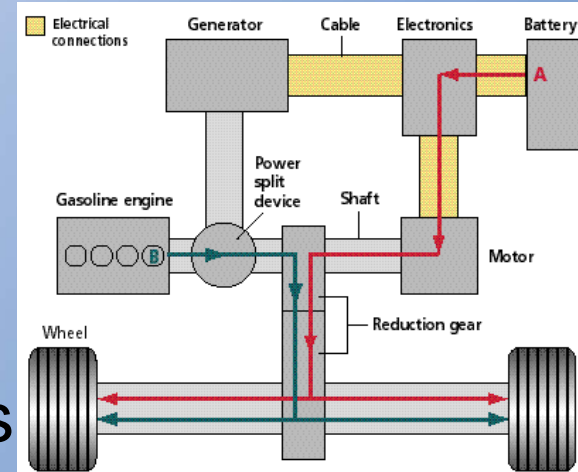 Electrical
connections
Generator
Cable
Electronics
Battery
A
Power
split
device
Gasoline engine
Shaft
B
Motor
Reduction gear
Wheel
s